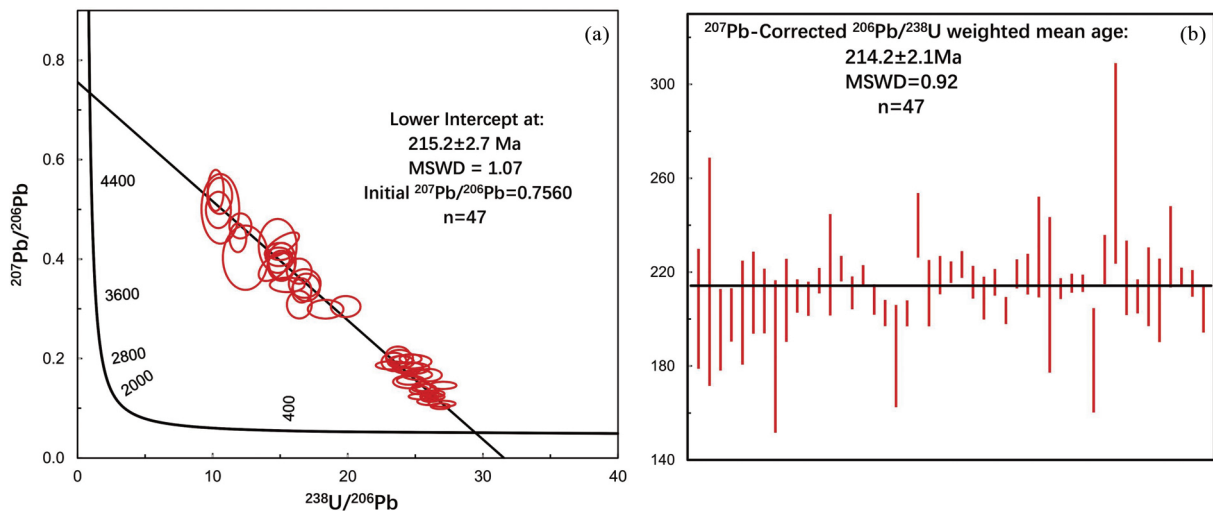 (a)
Lower Intercept at:
215.2±2.7 Ma
MSWD = 1.07
Initial ²⁰⁷Pb/²⁰⁶Pb=0.7560
n=47
4400
3600
2800
2000
400
0.8
0.6
0.4
0.2
0.0
0
10
20
30
40
²⁰⁷Pb/²⁰⁶Pb
²³⁸U/²⁰⁶Pb
(b)
²⁰⁷Pb-Corrected ²⁰⁶Pb/²³⁸U weighted mean age:
214.2±2.1Ma
MSWD=0.92
n=47
300
260
220
180
140